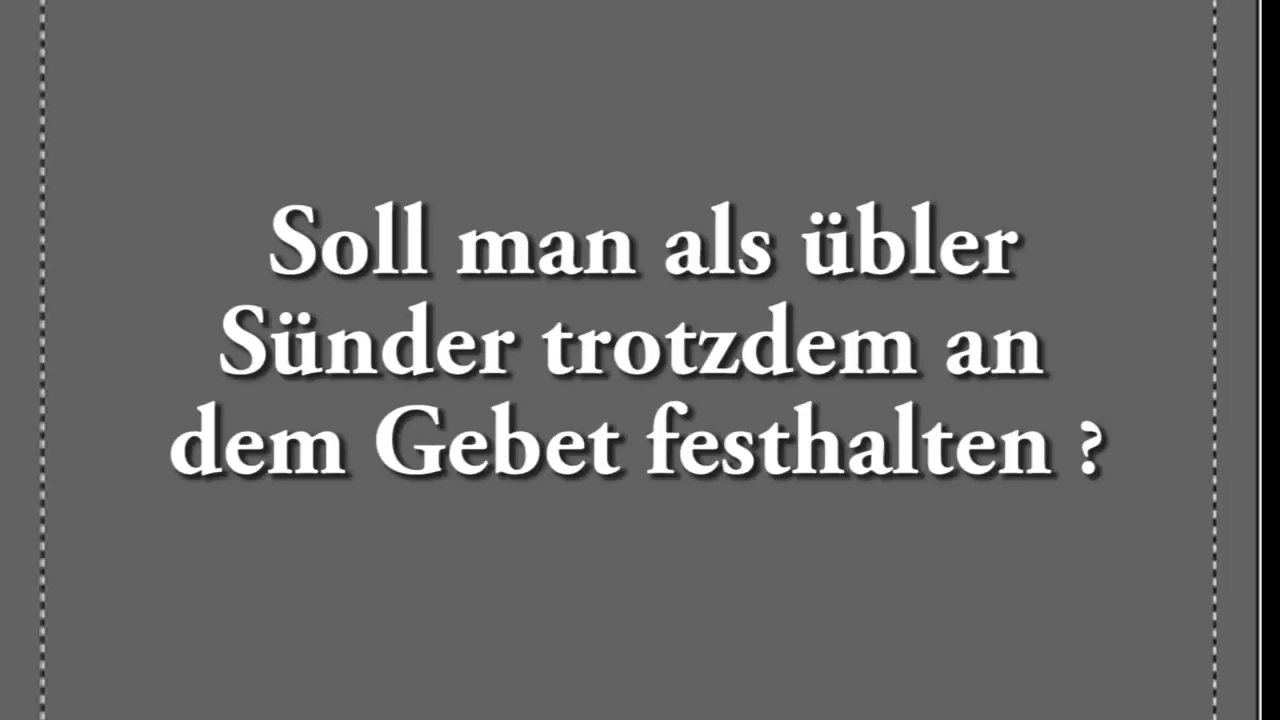 Soll man als übler
Sünder trotzdem an
dem Gebet festhalten ?